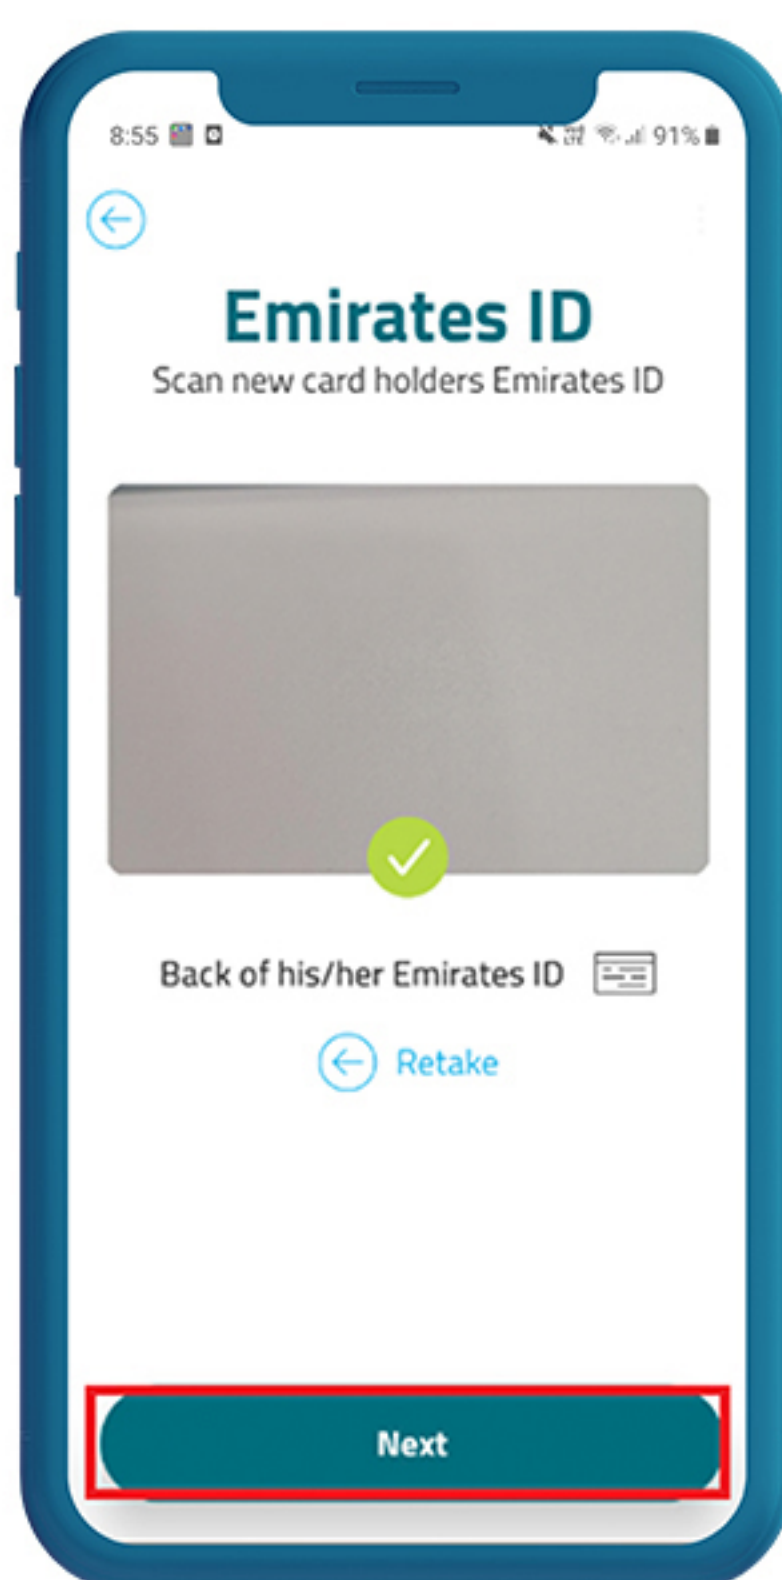 8:55 91%
Emirates ID
Scan new card holders Emirates ID
Back of his/her Emirates ID
Retake
Next